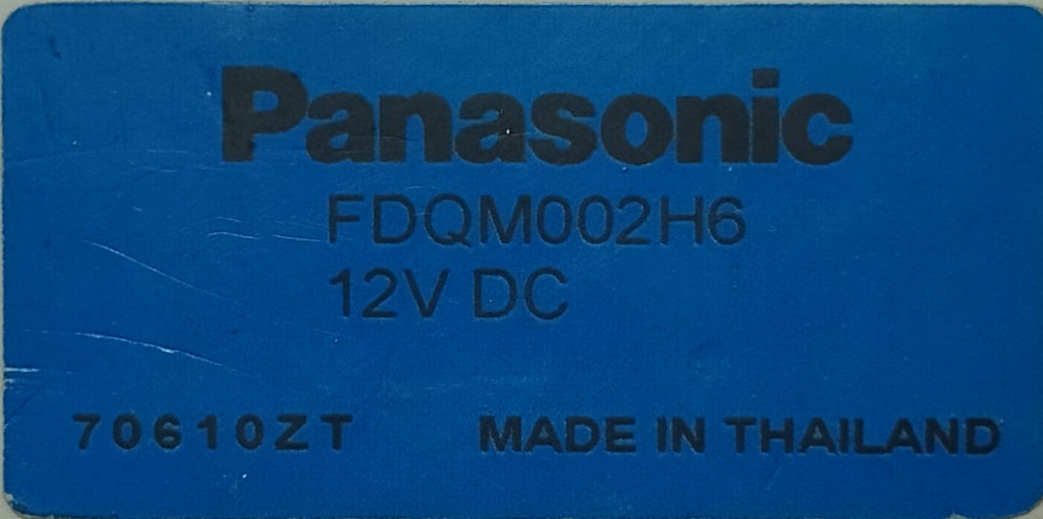 Panasonic
FDQM002H6
12V DC
70610ZT MADE IN THAILAND